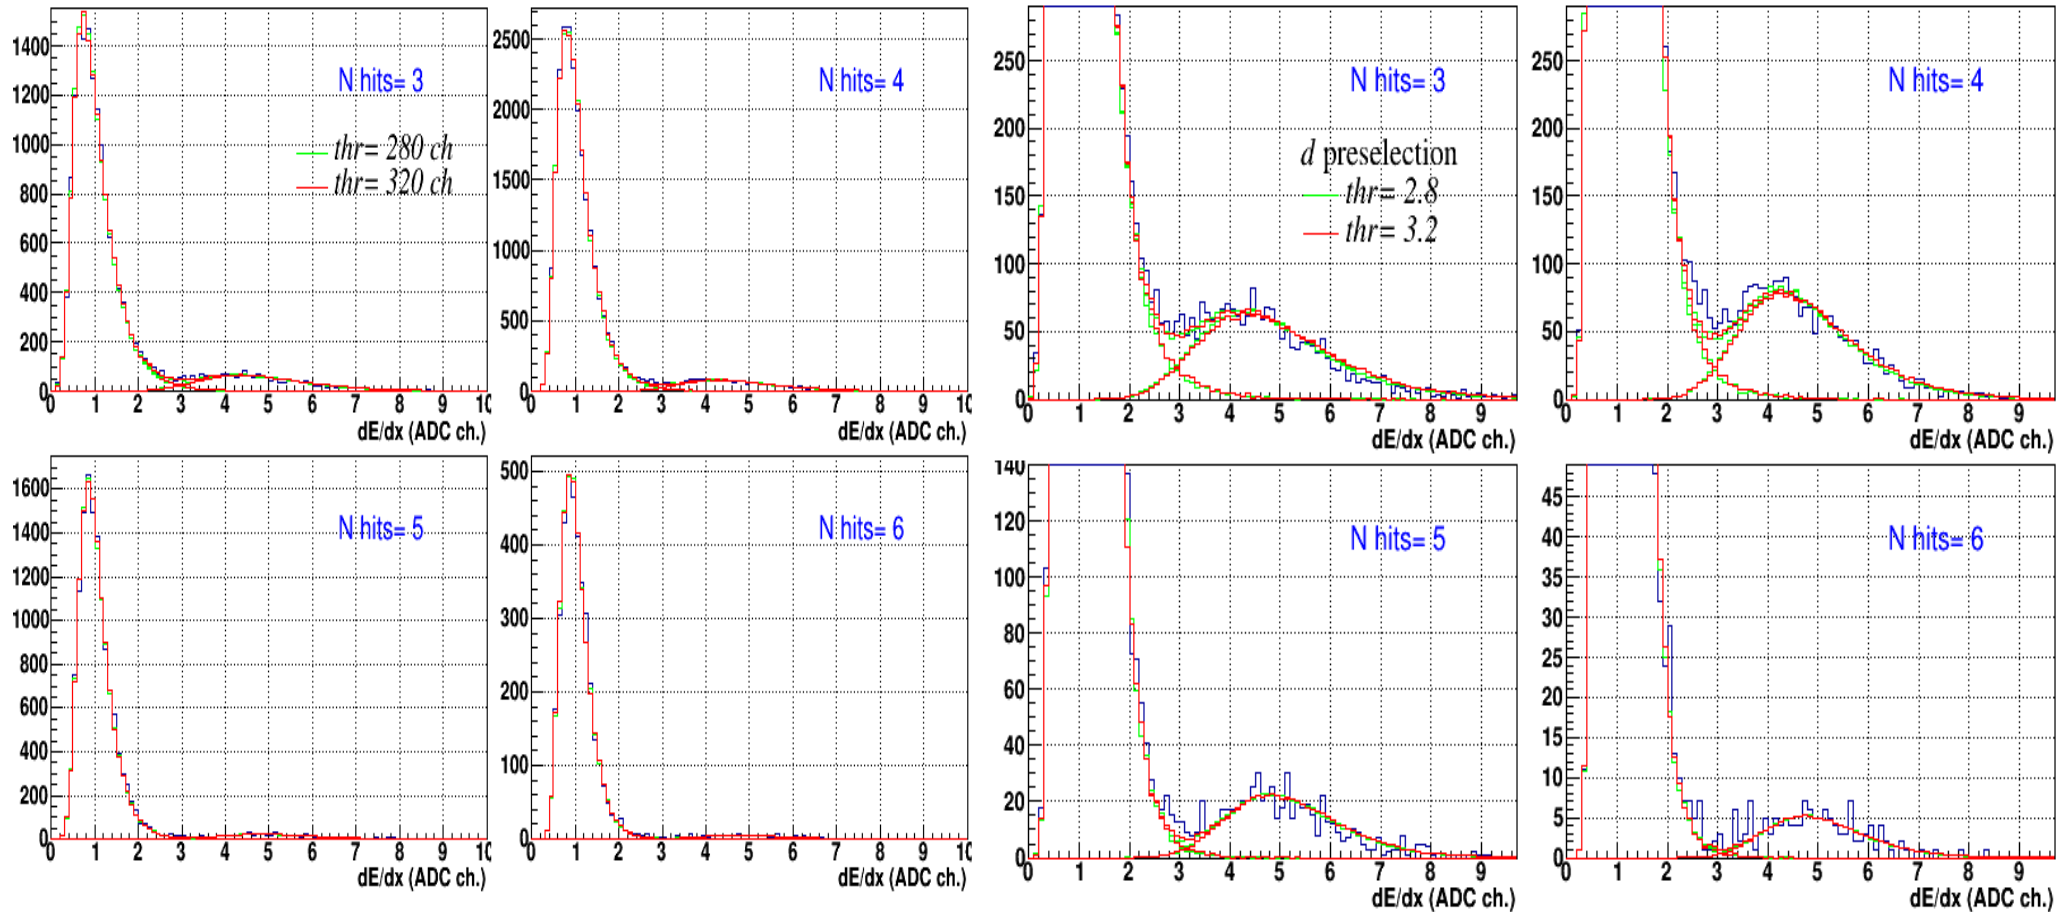 1400
1200
1000
800
600
400
200
0
N hits= 3
thr= 280 ch
thr= 320 ch
0 1 2 3 4 5 6 7 8 9 10
dE/dx (ADC ch.)
2500
2000
1500
1000
500
0
N hits= 4
0 1 2 3 4 5 6 7 8 9 10
dE/dx (ADC ch.)
250
200
150
100
50
0
N hits= 3
d preselection
thr= 2.8
thr= 3.2
0 1 2 3 4 5 6 7 8 9
dE/dx (ADC ch.)
250
200
150
100
50
0
N hits= 4
0 1 2 3 4 5 6 7 8 9
dE/dx (ADC ch.)
1600
1400
1200
1000
800
600
400
200
0
N hits= 5
0 1 2 3 4 5 6 7 8 9 10
dE/dx (ADC ch.)
500
400
300
200
100
0
N hits= 6
0 1 2 3 4 5 6 7 8 9 10
dE/dx (ADC ch.)
140
120
100
80
60
40
20
0
N hits= 5
0 1 2 3 4 5 6 7 8 9
dE/dx (ADC ch.)
45
40
35
30
25
20
15
10
5
0
N hits= 6
0 1 2 3 4 5 6 7 8 9
dE/dx (ADC ch.)